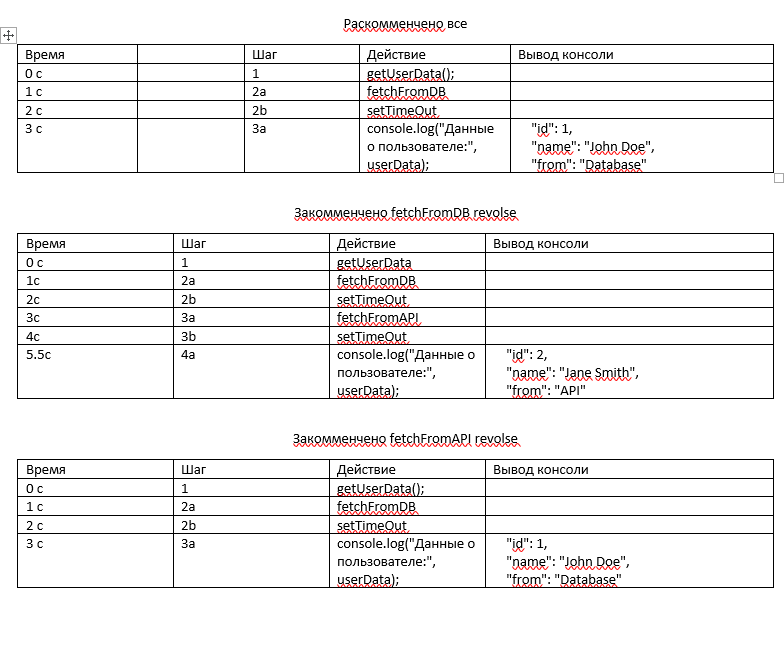 Раскомменчено все
Время Шаг Действие Вывод консоли
0 с 1 getUserData();
1 с 2a fetchFromDB
2 с 2b setTimeOut
3 с 3a console.log("Данные "id": 1,
о пользователе:", "name": "John Doe",
userData); "from": "Database"
Закомменчено fetchFromDB revolse
Время Шаг Действие Вывод консоли
0 с 1 getUserData
1с 2a fetchFromDB
2с 2b setTimeOut
3с 3a fetchFromAPI
4с 3b setTimeOut
5.5с 4a console.log("Данные о "id": 2,
пользователе:", "name": "Jane Smith",
userData); "from": "API"
Закомменчено fetchFromAPI revolse
Время Шаг Действие Вывод консоли
0 с 1 getUserData();
1 с 2a fetchFromDB
2 с 2b setTimeOut
3 с 3a console.log("Данные о "id": 1,
пользователе:", "name": "John Doe",
userData); "from": "Database"